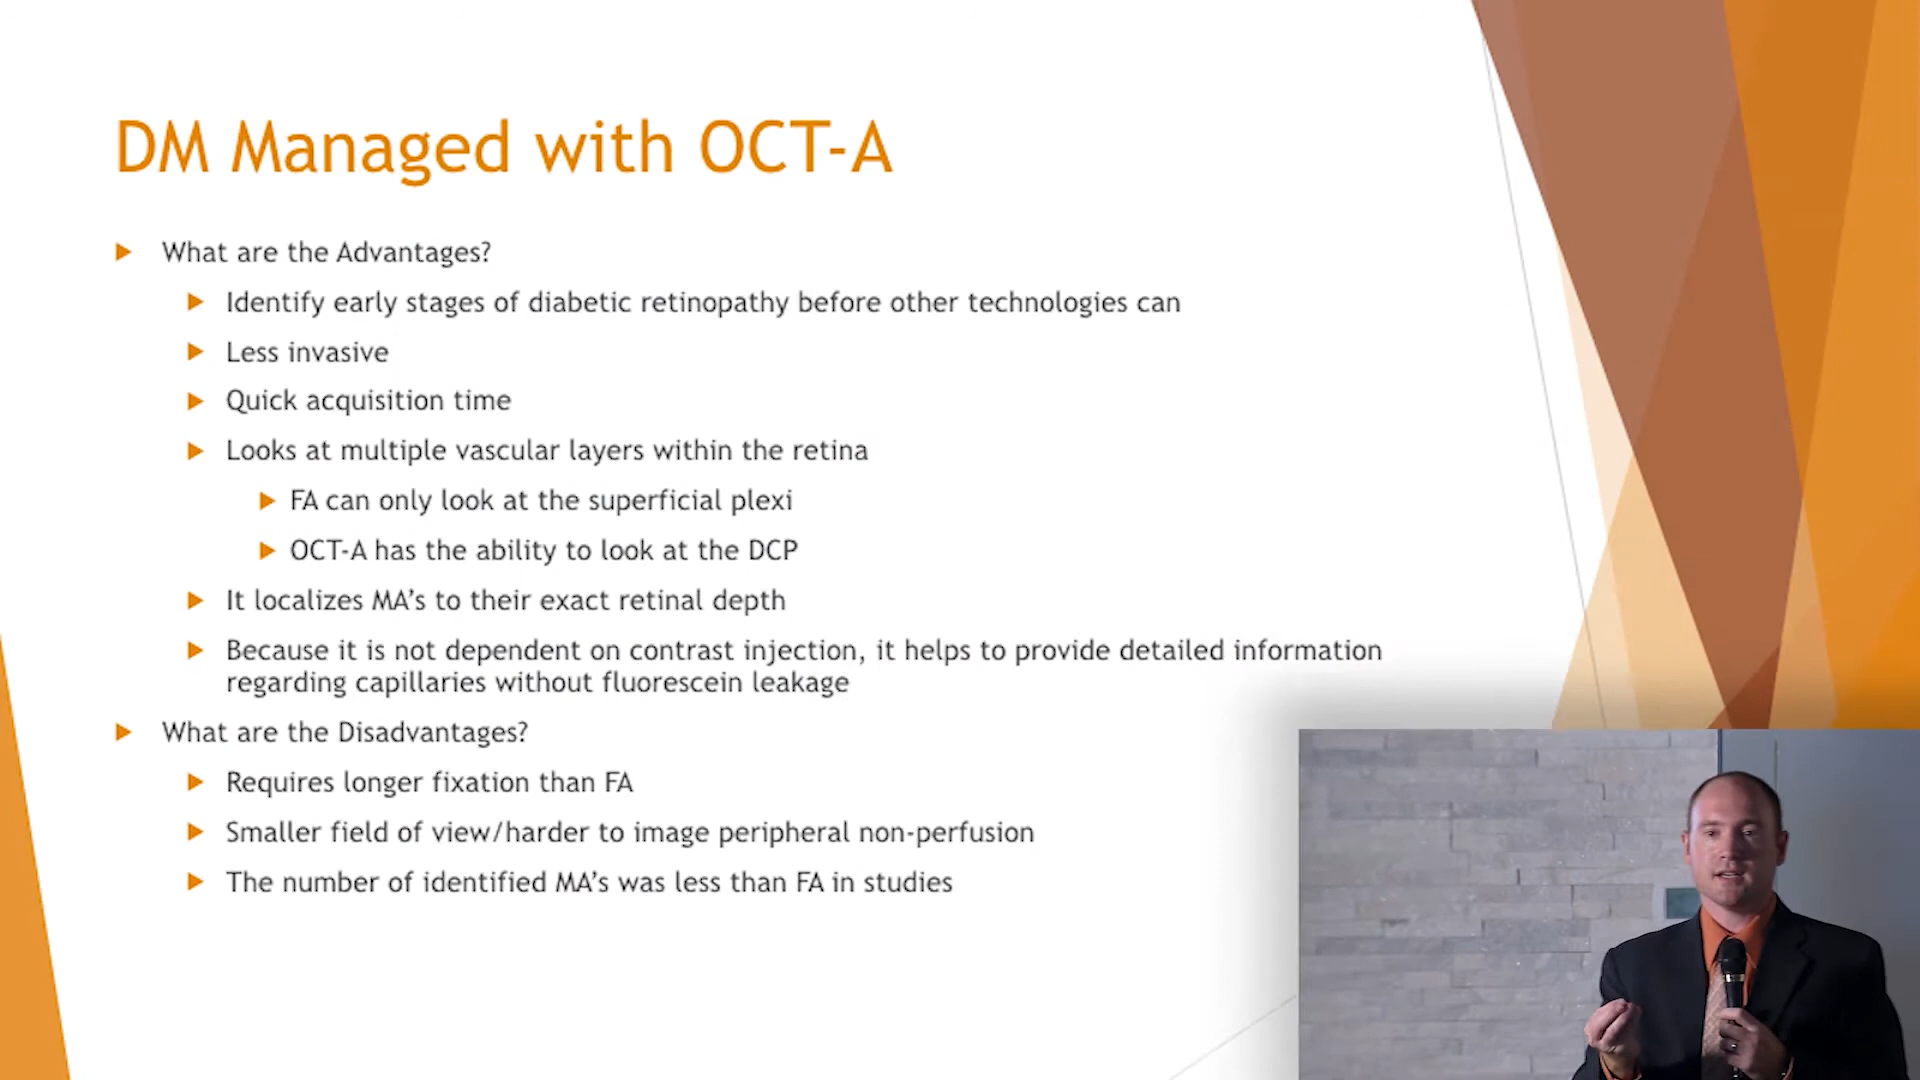 DM Managed with OCT-A
What are the Advantages?
Identify early stages of diabetic retinopathy before other technologies can
Less invasive
Quick acquisition time
Looks at multiple vascular layers within the retina
FA can only look at the superficial plexi
OCT-A has the ability to look at the DCP
It localizes MA's to their exact retinal depth
Because it is not dependent on contrast injection, it helps to provide detailed information
regarding capillaries without fluorescein leakage
What are the Disadvantages?
Requires longer fixation than FA
Smaller field of view/harder to image peripheral non-perfusion
The number of identified MA's was less than FA in studies